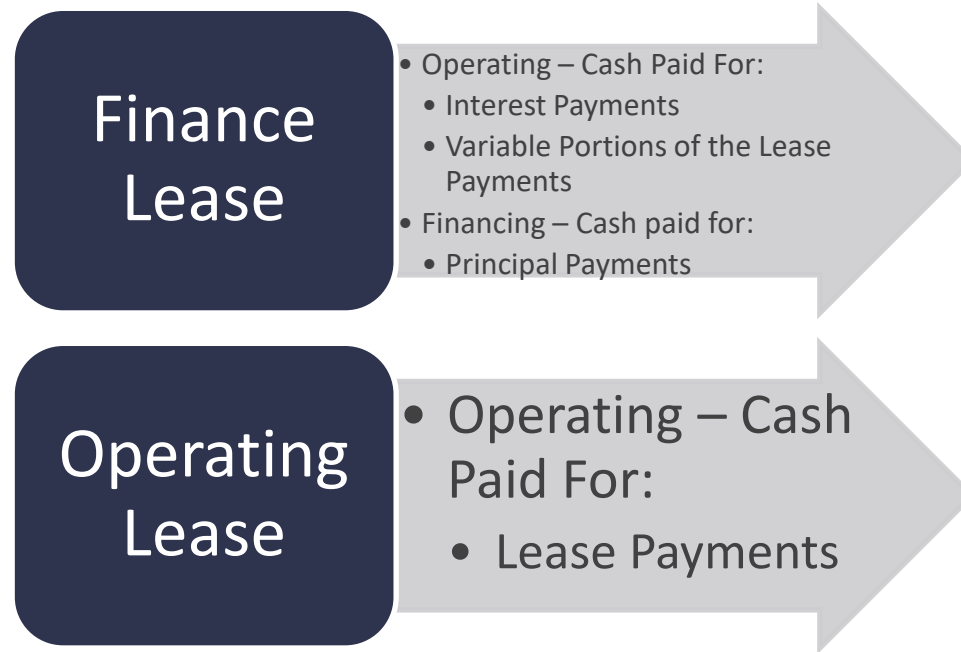 Finance
Lease
• Operating – Cash Paid For:
• Interest Payments
• Variable Portions of the Lease
Payments
• Financing – Cash paid for:
• Principal Payments
Operating
Lease
• Operating – Cash
Paid For:
• Lease Payments